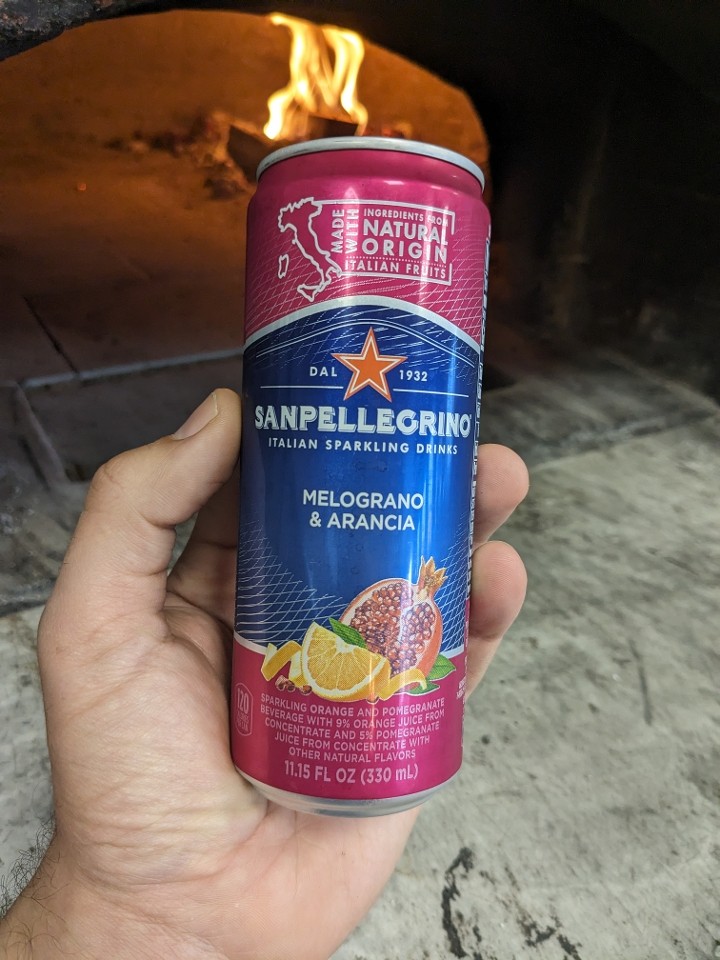 MADE WITH
INGREDIENTS FROM
NATURAL
ORIGIN
ITALIAN FRUITS
DAL 1932
SANPELLEGRINO
ITALIAN SPARKLING DRINKS
MELOGRANO
& ARANCIA
120
SPARKLING ORANGE AND POMEGRANATE
BEVERAGE WITH 9% ORANGE JUICE FROM
CONCENTRATE AND 5% POMEGRANATE
JUICE FROM CONCENTRATE WITH
OTHER NATURAL FLAVORS
11.15 FL OZ (330 mL)